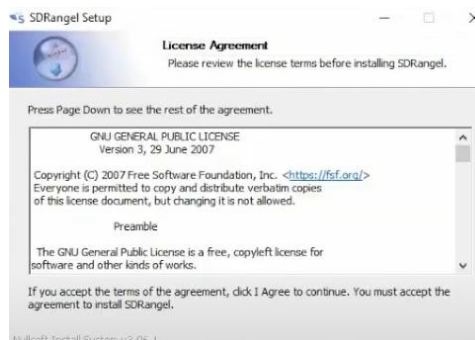 SDRangel Setup
License Agreement
Please review the license terms before installing SDRangel.
Press Page Down to see the rest of the agreement.
GNU GENERAL PUBLIC LICENSE
Version 3, 29 June 2007
Copyright (C) 2007 Free Software Foundation, Inc. <https://fsf.org/>
Everyone is permitted to copy and distribute verbatim copies
of this license document, but changing it is not allowed.
Preamble
The GNU General Public License is a free, copyleft license for
software and other kinds of works.
If you accept the terms of the agreement, click I Agree to continue. You must accept the
agreement to install SDRangel.
Nullsoft Install System